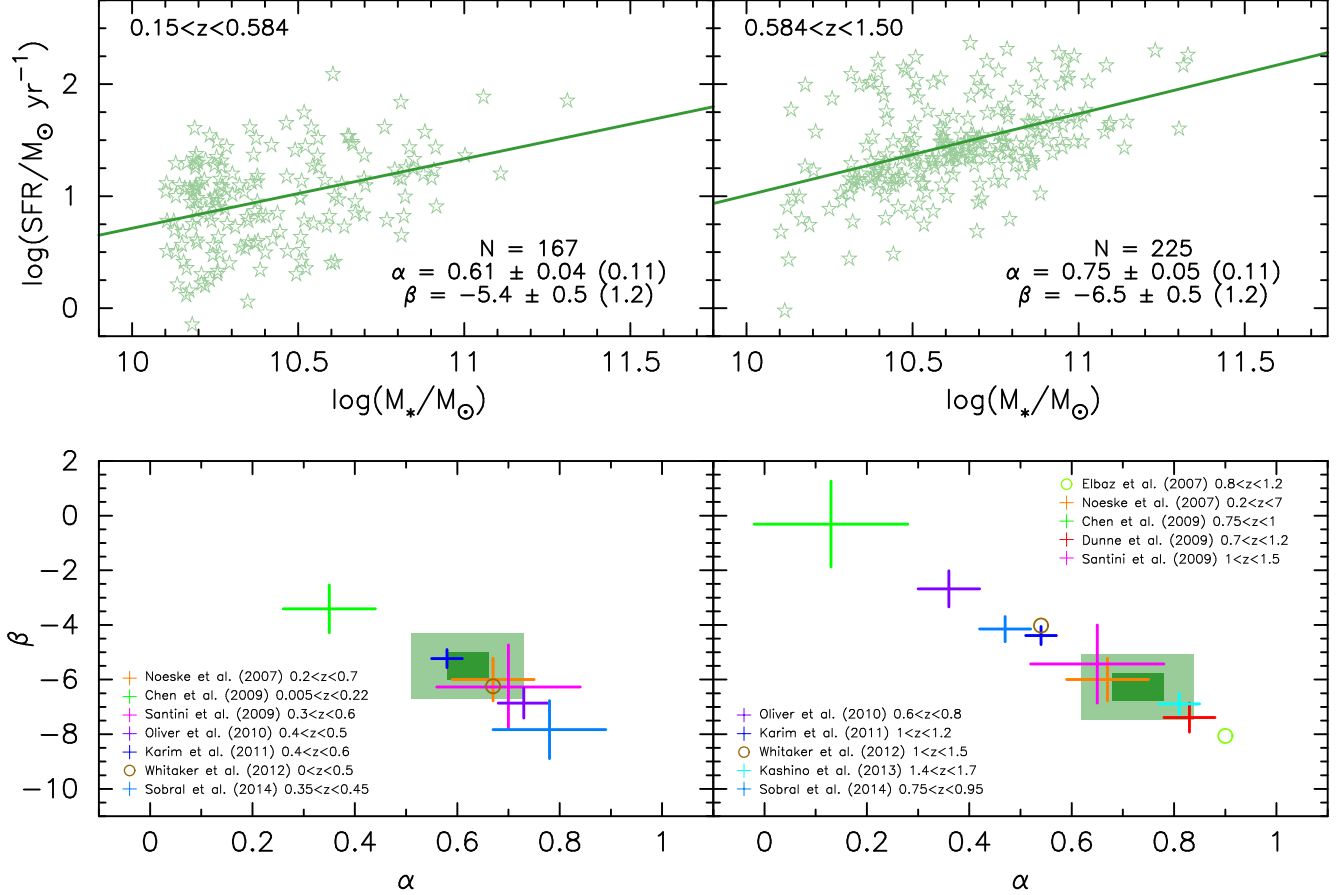 0.15<z<0.584
0.584<z<1.50
log(SFR/M☉ yr⁻¹)
2
1
0
N = 167
α = 0.61 ± 0.04 (0.11)
β = −5.4 ± 0.5 (1.2)
N = 225
α = 0.75 ± 0.05 (0.11)
β = −6.5 ± 0.5 (1.2)
10 10.5 11 11.5
10 10.5 11 11.5
log(M*/M☉)
log(M*/M☉)
β
2
0
−2
−4
−6
−8
−10
Noeske et al. (2007) 0.2<z<0.7
Chen et al. (2009) 0.005<z<0.22
Santini et al. (2009) 0.3<z<0.6
Oliver et al. (2010) 0.4<z<0.5
Karim et al. (2011) 0.4<z<0.6
Whitaker et al. (2012) 0<z<0.5
Sobral et al. (2014) 0.35<z<0.45
Elbaz et al. (2007) 0.8<z<1.2
Noeske et al. (2007) 0.2<z<7
Chen et al. (2009) 0.75<z<1
Dunne et al. (2009) 0.7<z<1.2
Santini et al. (2009) 1<z<1.5
Oliver et al. (2010) 0.6<z<0.8
Karim et al. (2011) 1<z<1.2
Whitaker et al. (2012) 1<z<1.5
Kashino et al. (2013) 1.4<z<1.7
Sobral et al. (2014) 0.75<z<0.95
0 0.2 0.4 0.6 0.8 1
0 0.2 0.4 0.6 0.8 1
α
α